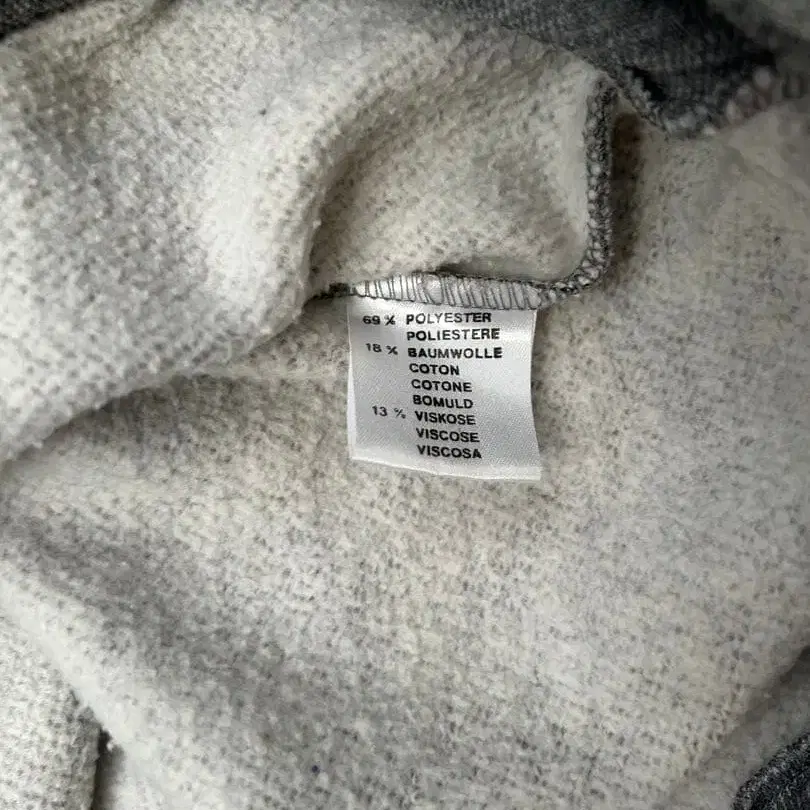 69 % POLYESTER
POLIESTERE
18 % BAUMWOLLE
COTON
COTONE
BOMULD
13 % VISKOSE
VISCOSE
VISCOSA